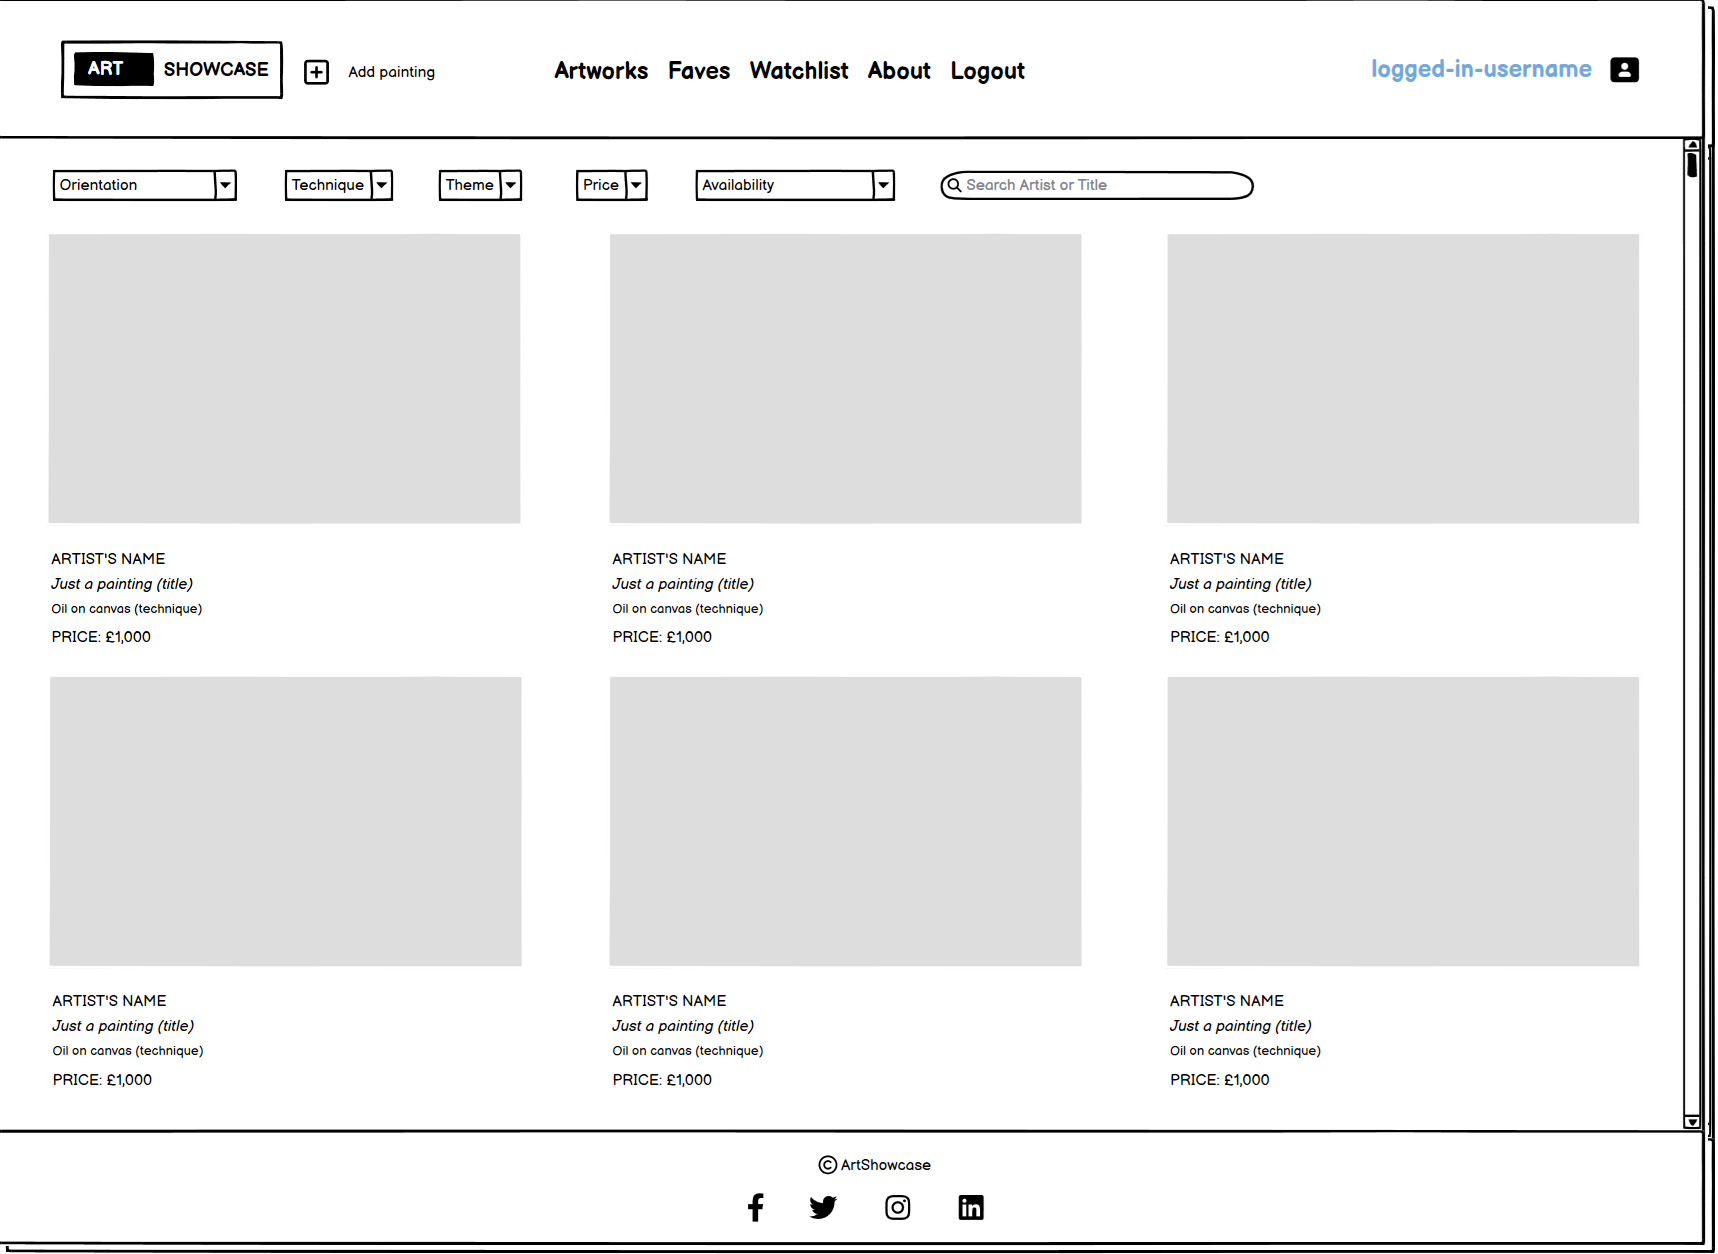 ART SHOWCASE Add painting Artworks Faves Watchlist About Logout logged-in-username
Orientation Technique Theme Price Availability Search Artist or Title
ARTIST'S NAME
Just a painting (title)
Oil on canvas (technique)
PRICE: £1,000
ARTIST'S NAME
Just a painting (title)
Oil on canvas (technique)
PRICE: £1,000
ARTIST'S NAME
Just a painting (title)
Oil on canvas (technique)
PRICE: £1,000
ARTIST'S NAME
Just a painting (title)
Oil on canvas (technique)
PRICE: £1,000
ARTIST'S NAME
Just a painting (title)
Oil on canvas (technique)
PRICE: £1,000
ARTIST'S NAME
Just a painting (title)
Oil on canvas (technique)
PRICE: £1,000
© ArtShowcase